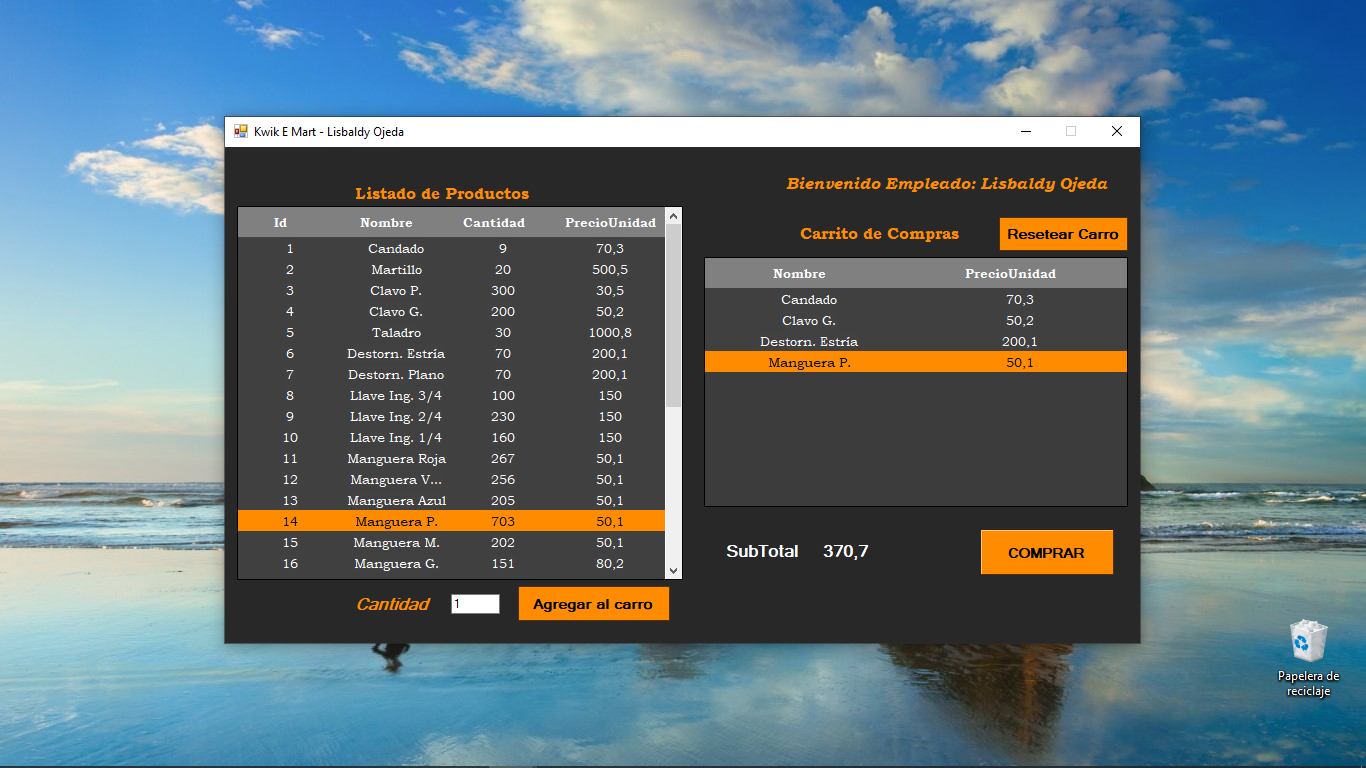 Kwik E Mart - Lisbaldy Ojeda
Bienvenido Empleado: Lisbaldy Ojeda
Listado de Productos
Id Nombre Cantidad PrecioUnidad
1 Candado 9 70,3
2 Martillo 20 500,5
3 Clavo P. 300 30,5
4 Clavo G. 200 50,2
5 Taladro 30 1000,8
6 Destorn. Estría 70 200,1
7 Destorn. Plano 70 200,1
8 Llave Ing. 3/4 100 150
9 Llave Ing. 2/4 230 150
10 Llave Ing. 1/4 160 150
11 Manguera Roja 267 50,1
12 Manguera V... 256 50,1
13 Manguera Azul 205 50,1
14 Manguera P. 703 50,1
15 Manguera M. 202 50,1
16 Manguera G. 151 80,2
Cantidad 1 Agregar al carro
Carrito de Compras Resetear Carro
Nombre PrecioUnidad
Candado 70,3
Clavo G. 50,2
Destorn. Estría 200,1
Manguera P. 50,1
SubTotal 370,7 COMPRAR
Papelera de
reciclaje